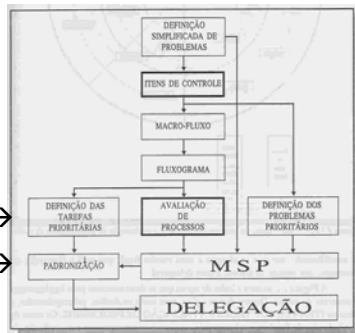 DEFINIÇÃO
SIMPLIFICADA DE
PROBLEMAS
ITENS DE CONTROLE
MACRO-FLUXO
FLUXOGRAMA
DEFINIÇÃO DAS
TAREFAS
PRIORITÁRIAS
AVALIAÇÃO
DE
PROCESSOS
DEFINIÇÃO DOS
PROBLEMAS
PRIORITÁRIOS
PADRONIZAÇÃO
M S P
DELEGAÇÃO